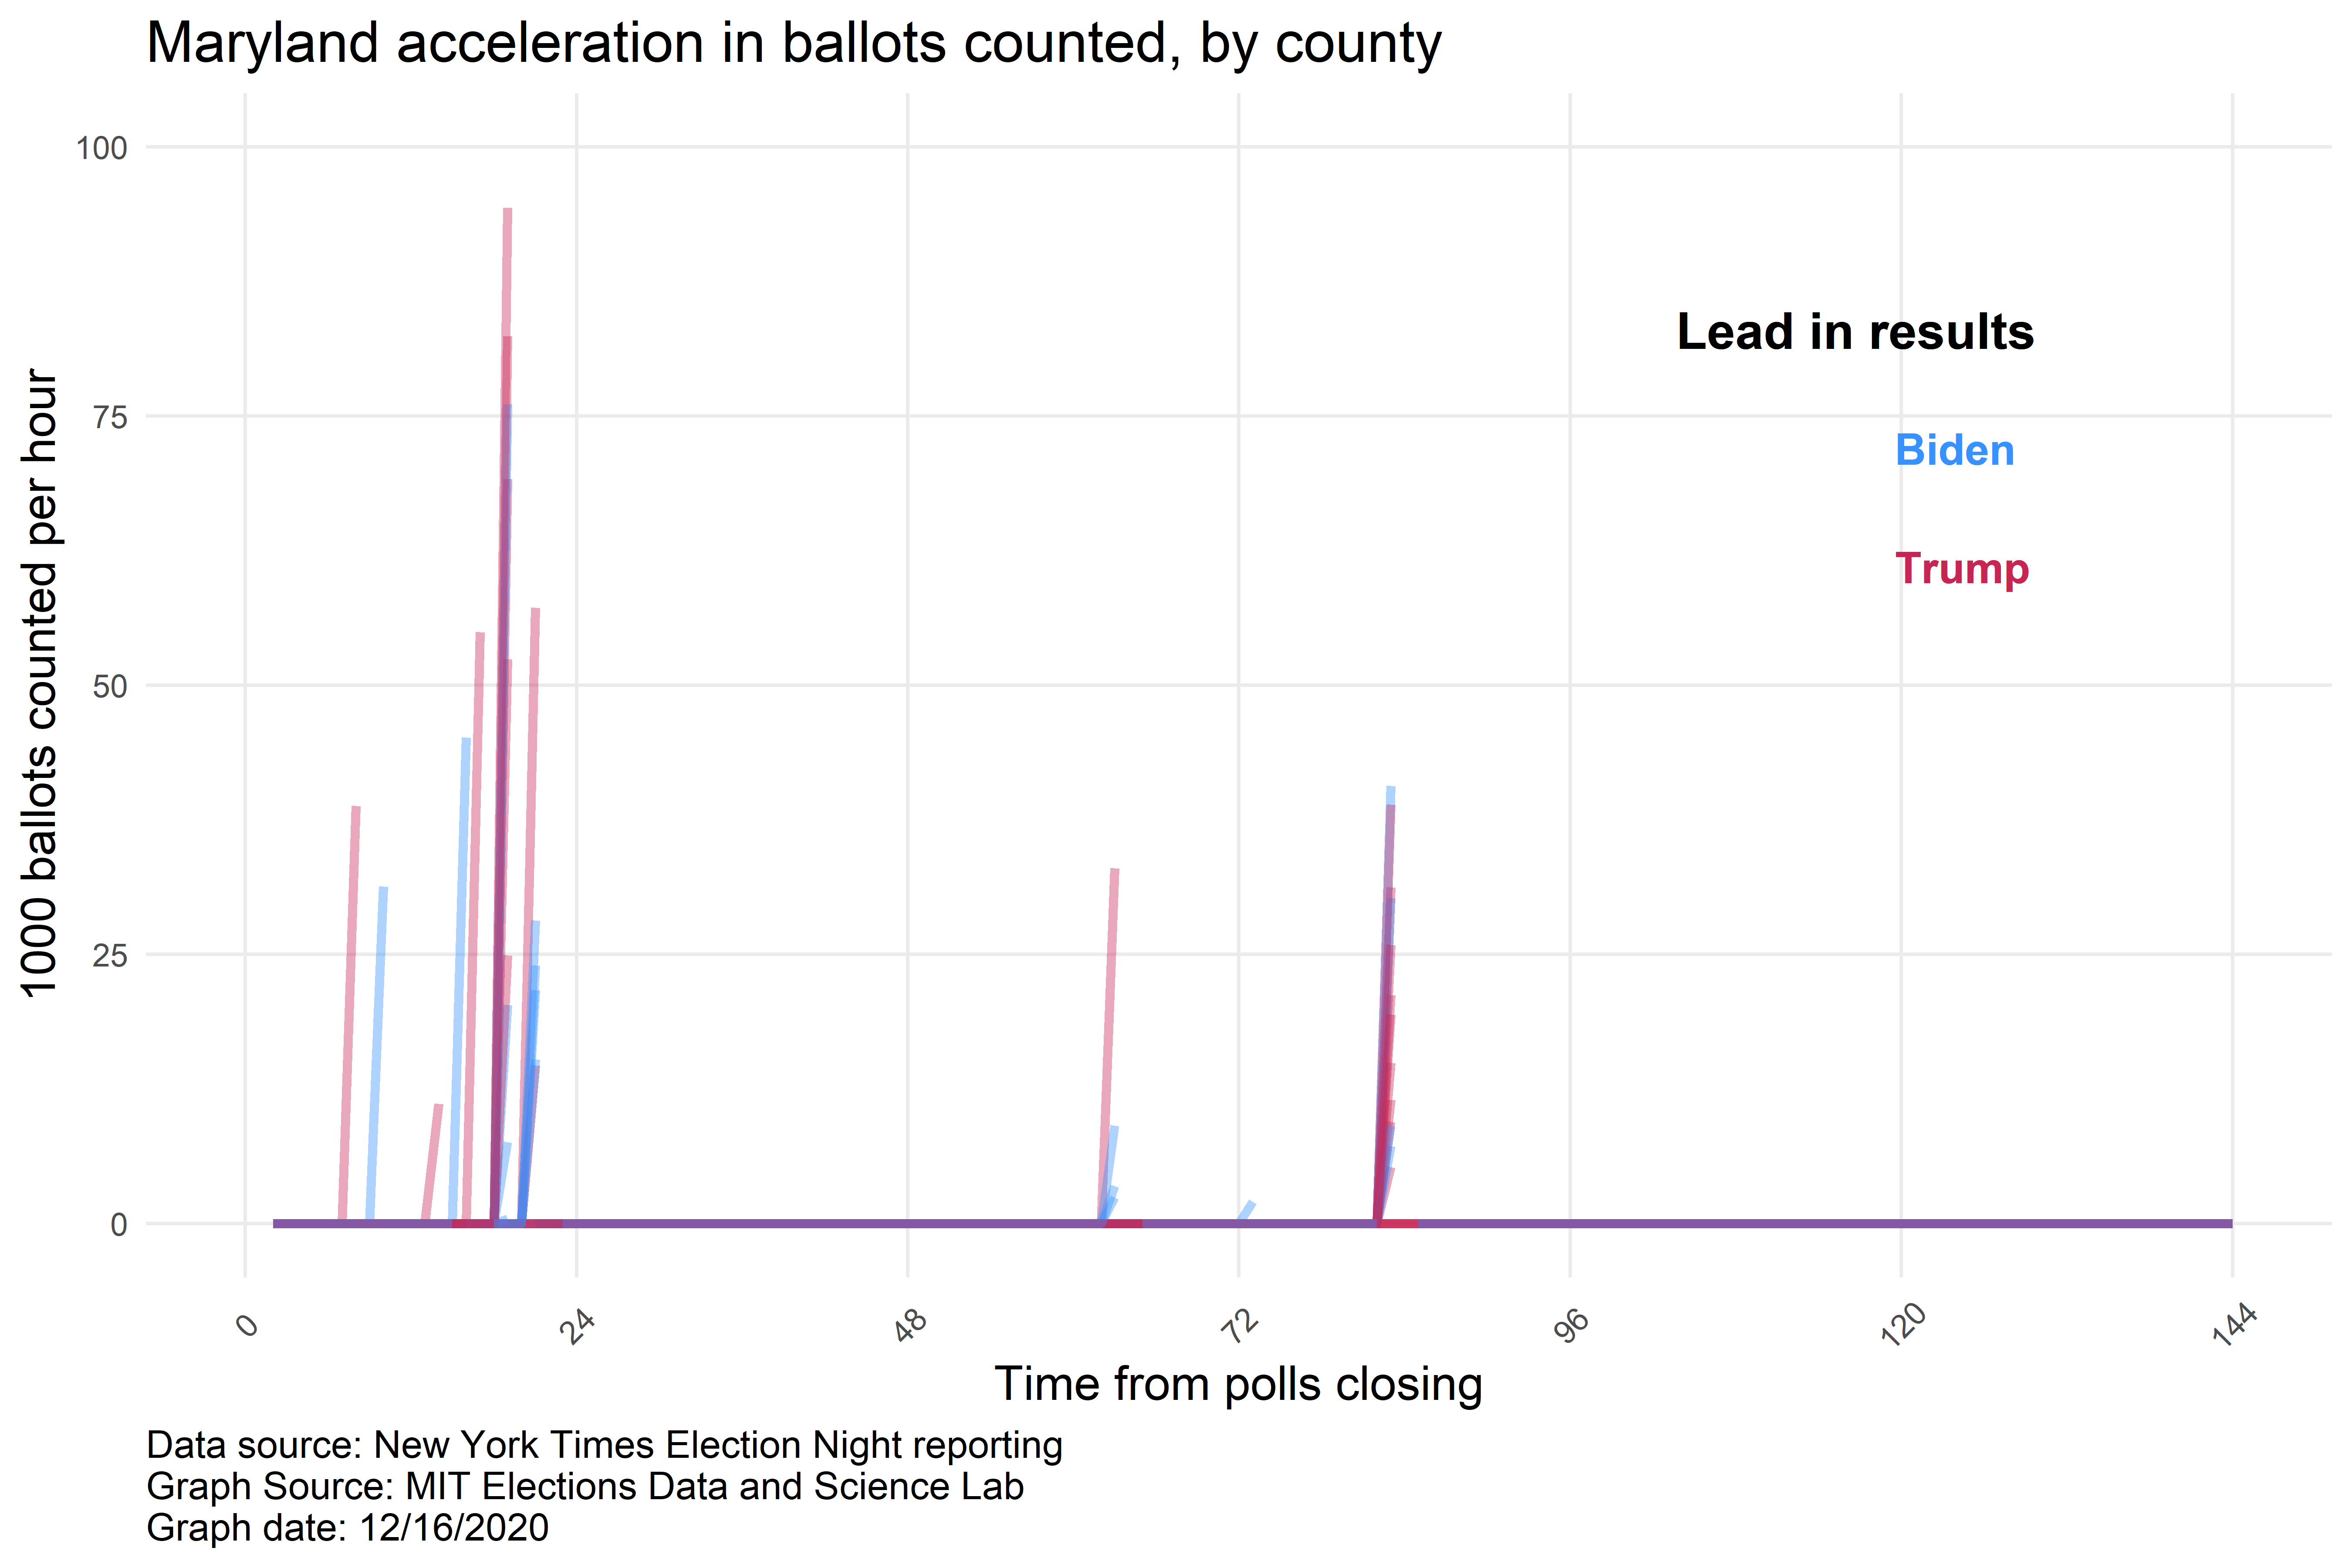 Maryland acceleration in ballots counted, by county
1000 ballots counted per hour
100
75
50
25
0
Lead in results
Biden
Trump
0 24 48 72 96 120 144
Time from polls closing
Data source: New York Times Election Night reporting
Graph Source: MIT Elections Data and Science Lab
Graph date: 12/16/2020